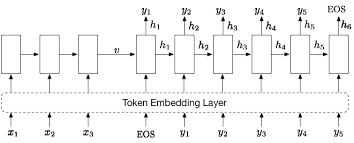 y₁ y₂ y₃ y₄ y₅ EOS
h₁ h₂ h₃ h₄ h₅ h₆
v h₁ h₂ h₃ h₄ h₅
Token Embedding Layer
x₁ x₂ x₃ EOS y₁ y₂ y₃ y₄ y₅